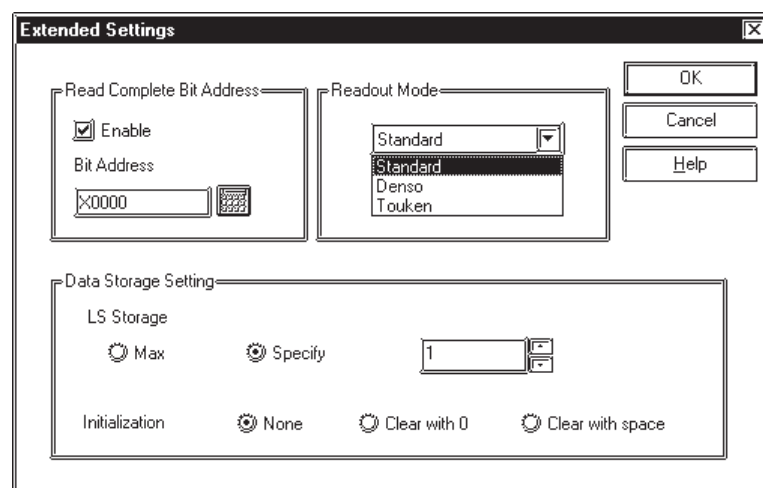 Extended Settings
Read Complete Bit Address
Enable
Bit Address
X0000
Readout Mode
Standard
Standard
Denso
Touken
OK
Cancel
Help
Data Storage Setting
LS Storage
Max Specify 1
Initialization None Clear with 0 Clear with space